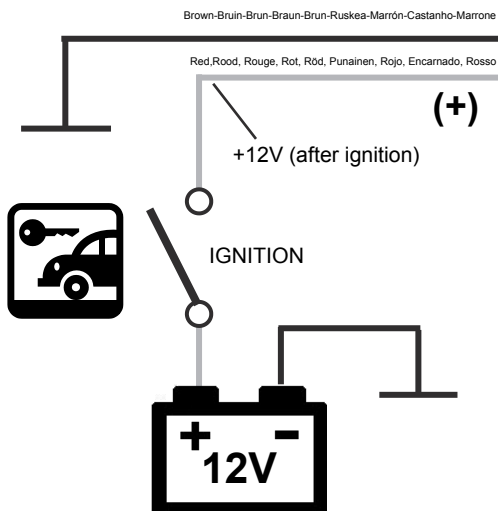 Brown-Bruin-Brun-Braun-Brun-Ruskea-Marrón-Castanho-Marrone
Red,Rood, Rouge, Rot, Röd, Punainen, Rojo, Encarnado, Rosso
(+)
+12V (after ignition)
IGNITION
+ −
12V